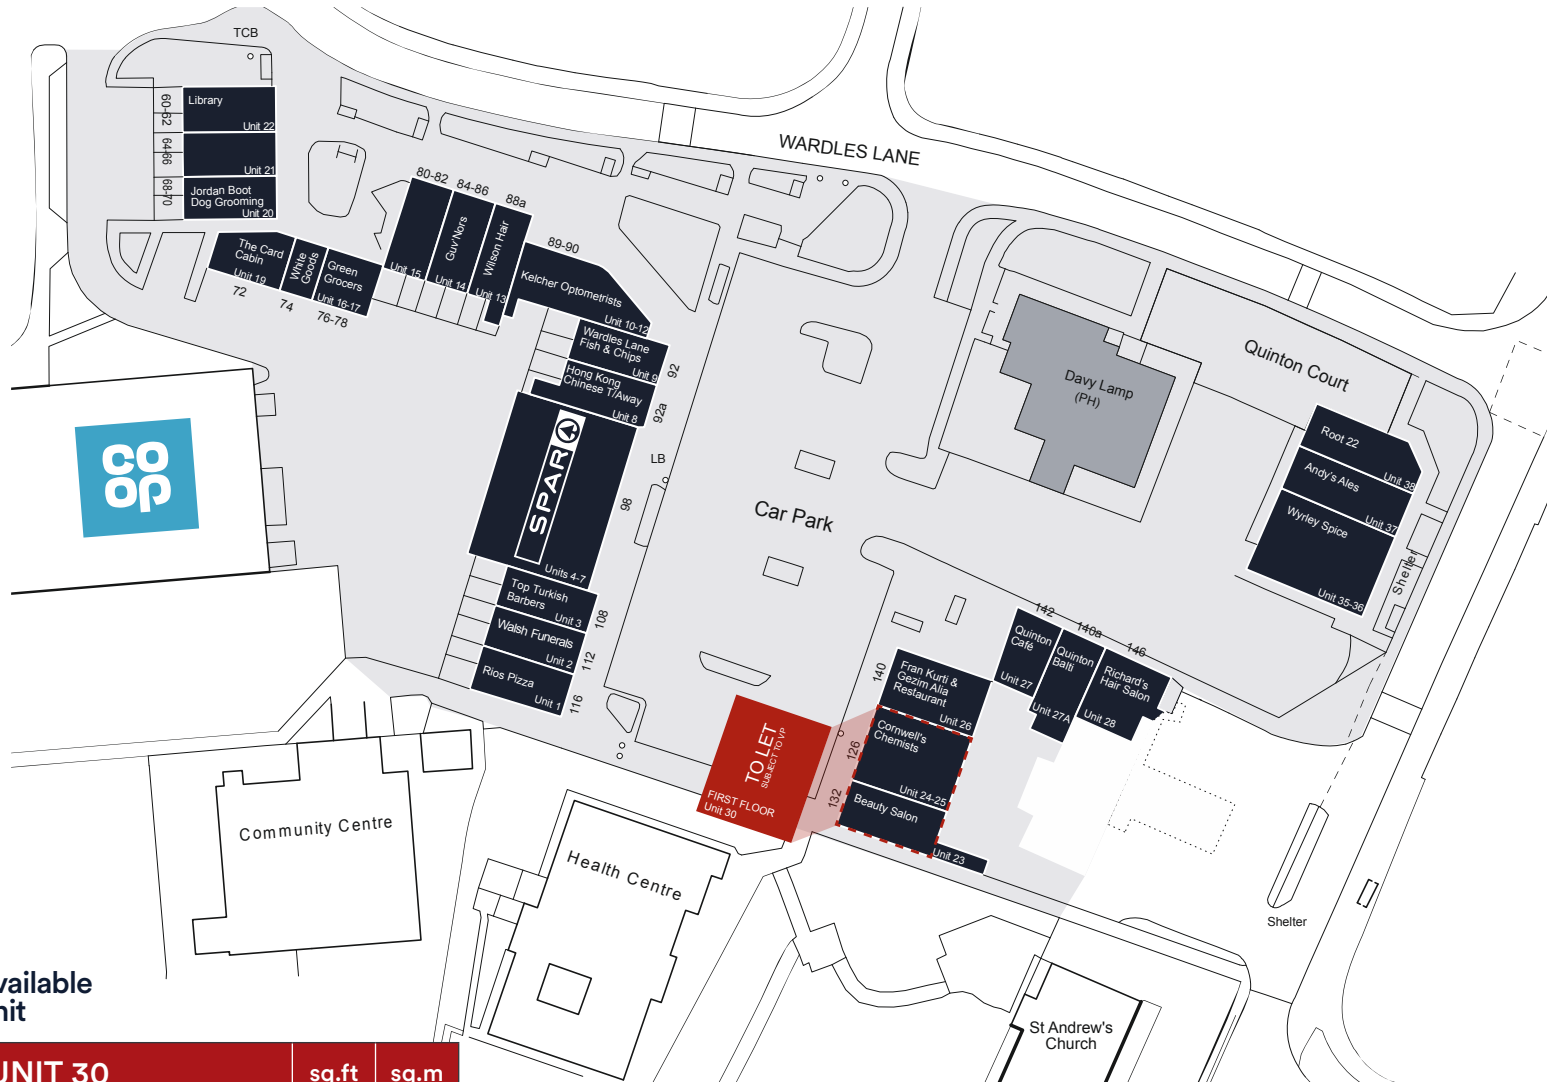 TCB
Library
Unit 22
60-62
64-66
Unit 21
68-70
Jordan Boot
Dog Grooming
Unit 20
The Card
Cabin
Unit 19
72
White
Goods
74
Green
Grocers
Unit 16-17
76-78
80-82
Unit 15
84-86
Guv'Nors
Unit 14
88a
Wilson Hair
Unit 13
89-90
Kelcher Optometrists
Unit 10-12
Wardles Lane
Fish & Chips
Unit 9
92
Hong Kong
Chinese T/Away
Unit 8
92a
LB
SPAR
98
Units 4-7
Top Turkish
Barbers
Unit 3
108
Walsh Funerals
Unit 2
112
Rios Pizza
Unit 1
116
WARDLES LANE
Car Park
CO
OP
Davy Lamp
(PH)
Quinton Court
Root 22
Unit 38
Andy's Ales
Unit 37
Wyrley Spice
Unit 35-36
Shelter
142
Quinton
Café
Unit 27
140a
Quinton
Balti
Unit 27A
146
Richard's
Hair Salon
Unit 28
140
Fran Kurti &
Gezim Alia
Restaurant
Unit 26
126
Cornwell's
Chemists
Unit 24-25
132
Beauty Salon
Unit 23
TO LET
SUBJECT TO VP
FIRST FLOOR
Unit 30
Community Centre
Health Centre
Shelter
St Andrew's
Church
vailable
nit
UNIT 30
sq.ft
sq.m